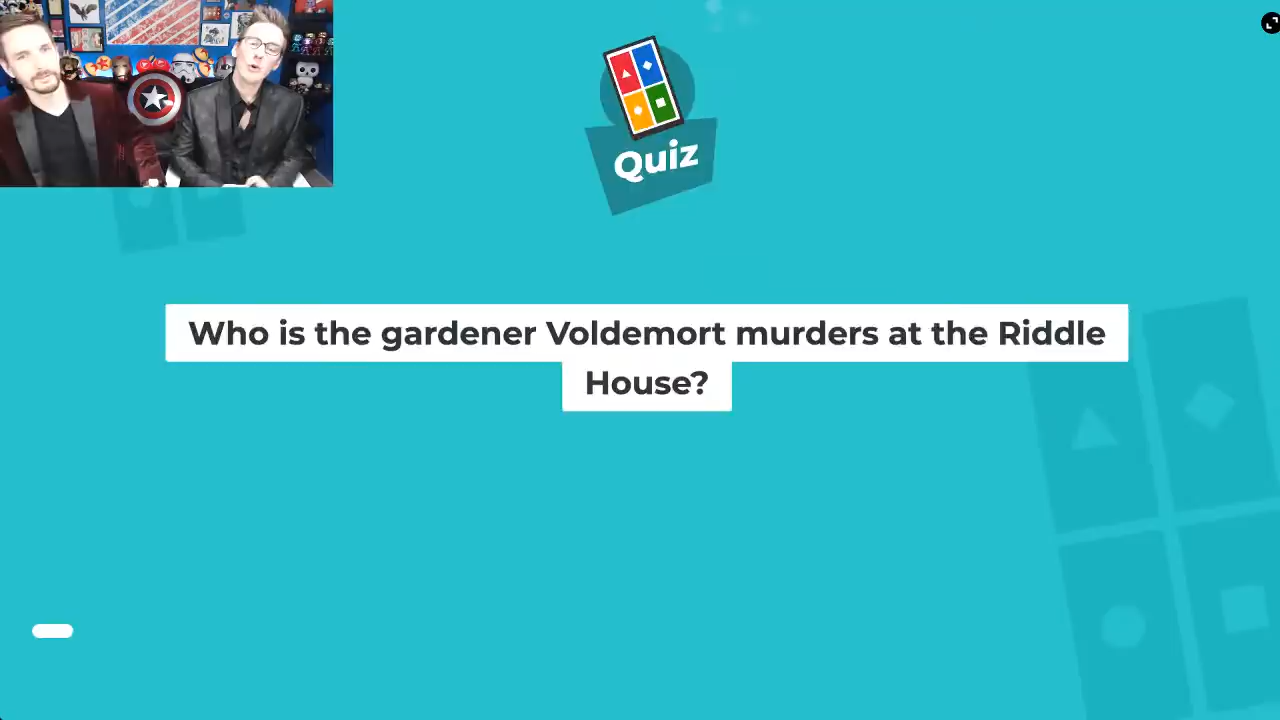 Quiz
Who is the gardener Voldemort murders at the Riddle
House?